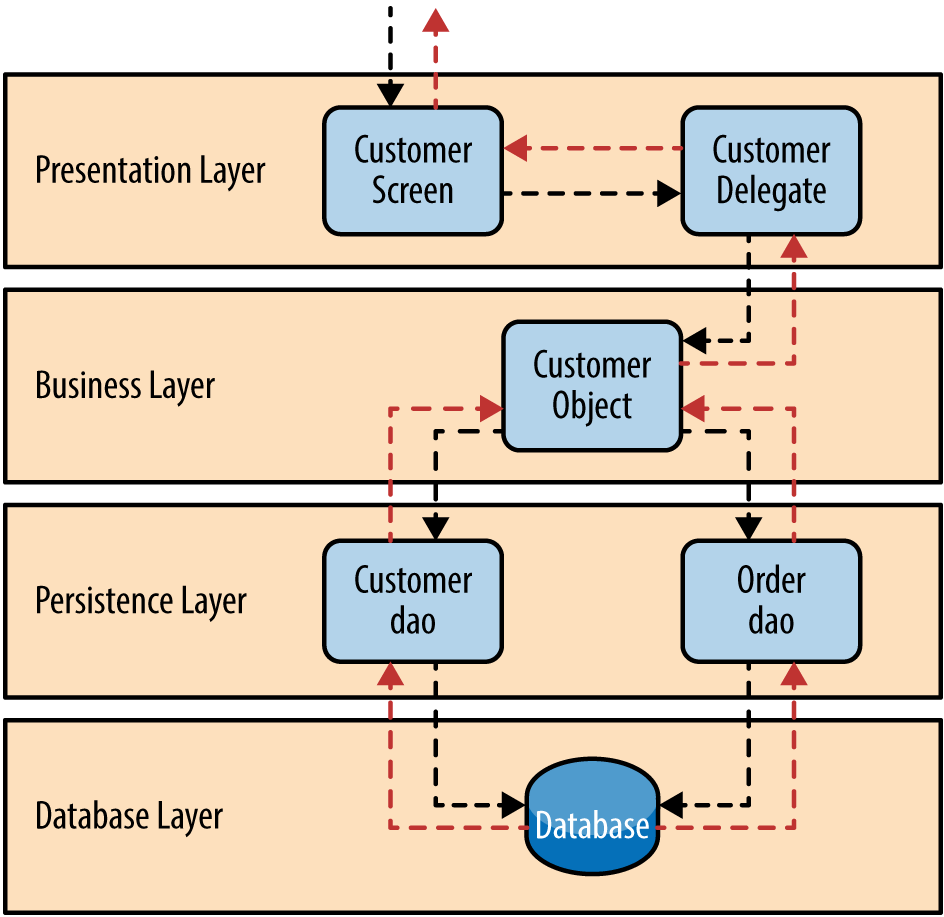 Presentation Layer
Customer
Screen
Customer
Delegate
Business Layer
Customer
Object
Persistence Layer
Customer
dao
Order
dao
Database Layer
Database